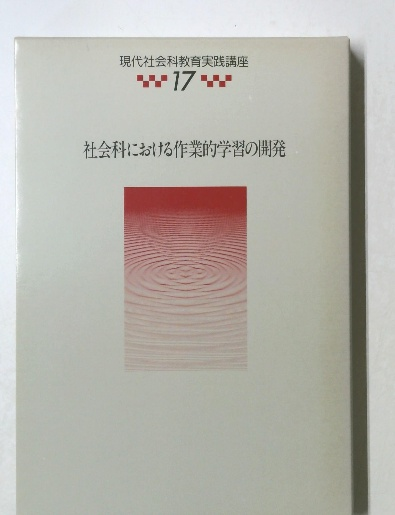 現代社会科教育実践講座
17
社会科における作業的学習の開発